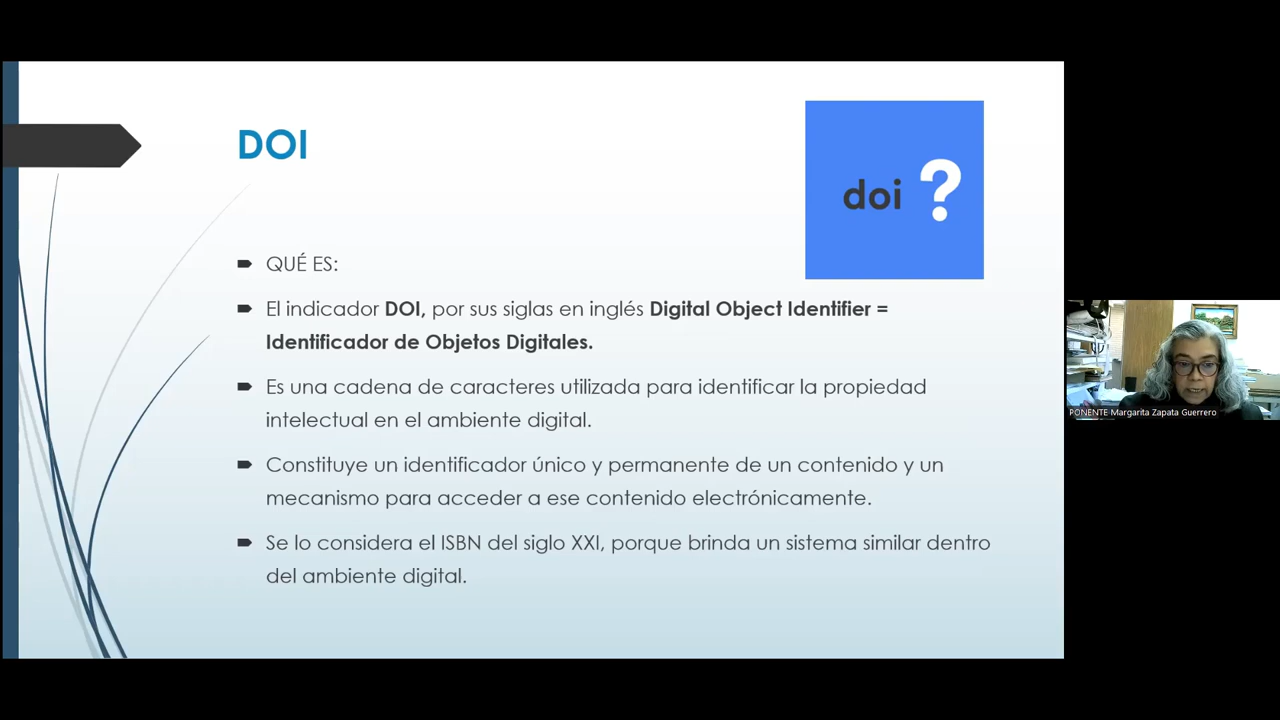 DOI
doi ?
QUÉ ES:
El indicador DOI, por sus siglas en inglés Digital Object Identifier =
Identificador de Objetos Digitales.
Es una cadena de caracteres utilizada para identificar la propiedad
intelectual en el ambiente digital.
Constituye un identificador único y permanente de un contenido y un
mecanismo para acceder a ese contenido electrónicamente.
Se lo considera el ISBN del siglo XXI, porque brinda un sistema similar dentro
del ambiente digital.
PONENTE Margarita Zapata Guerrero